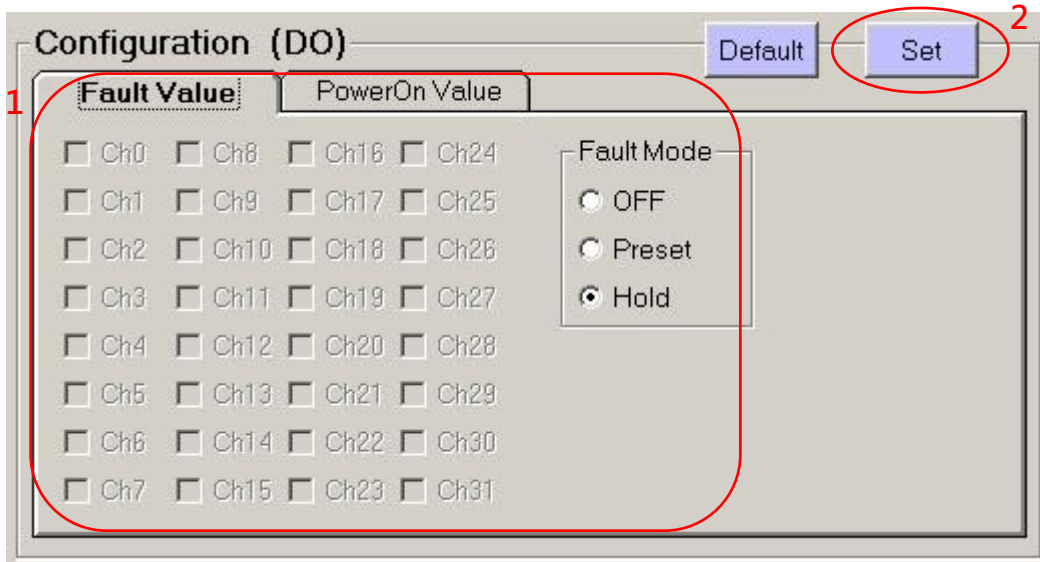 2
Configuration (DO)
Default
Set
1
Fault Value
PowerOn Value
Ch0 Ch8 Ch16 Ch24
Fault Mode
Ch1 Ch9 Ch17 Ch25
OFF
Ch2 Ch10 Ch18 Ch26
Preset
Ch3 Ch11 Ch19 Ch27
Hold
Ch4 Ch12 Ch20 Ch28
Ch5 Ch13 Ch21 Ch29
Ch6 Ch14 Ch22 Ch30
Ch7 Ch15 Ch23 Ch31